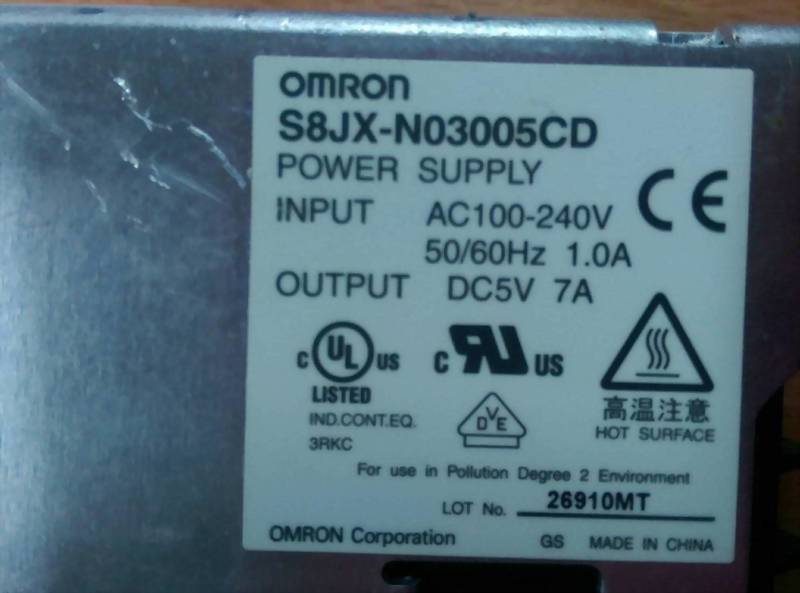 OMRON
S8JX-N03005CD
POWER SUPPLY
INPUT AC100-240V
50/60Hz 1.0A
CE
OUTPUT DC5V 7A
c UL US
LISTED
IND.CONT.EQ.
3RKC
c RU US
DVE
高温注意
HOT SURFACE
For use in Pollution Degree 2 Environment
LOT No. 26910MT
OMRON Corporation GS MADE IN CHINA